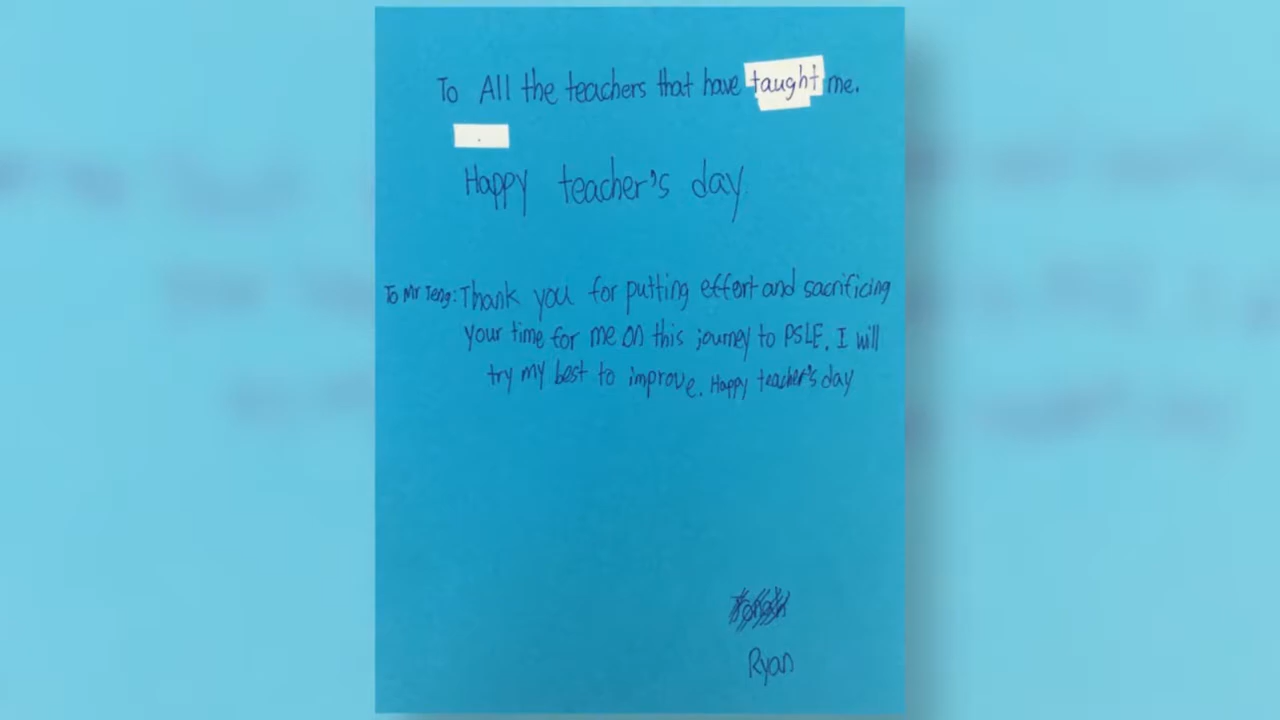 To All the teachers that have taught me.
Happy teacher's day.
To Mr Teng: Thank you for putting effort and sacrificing
your time for me on this journey to PSLE. I will
try my best to improve. Happy teacher's day
Ryan